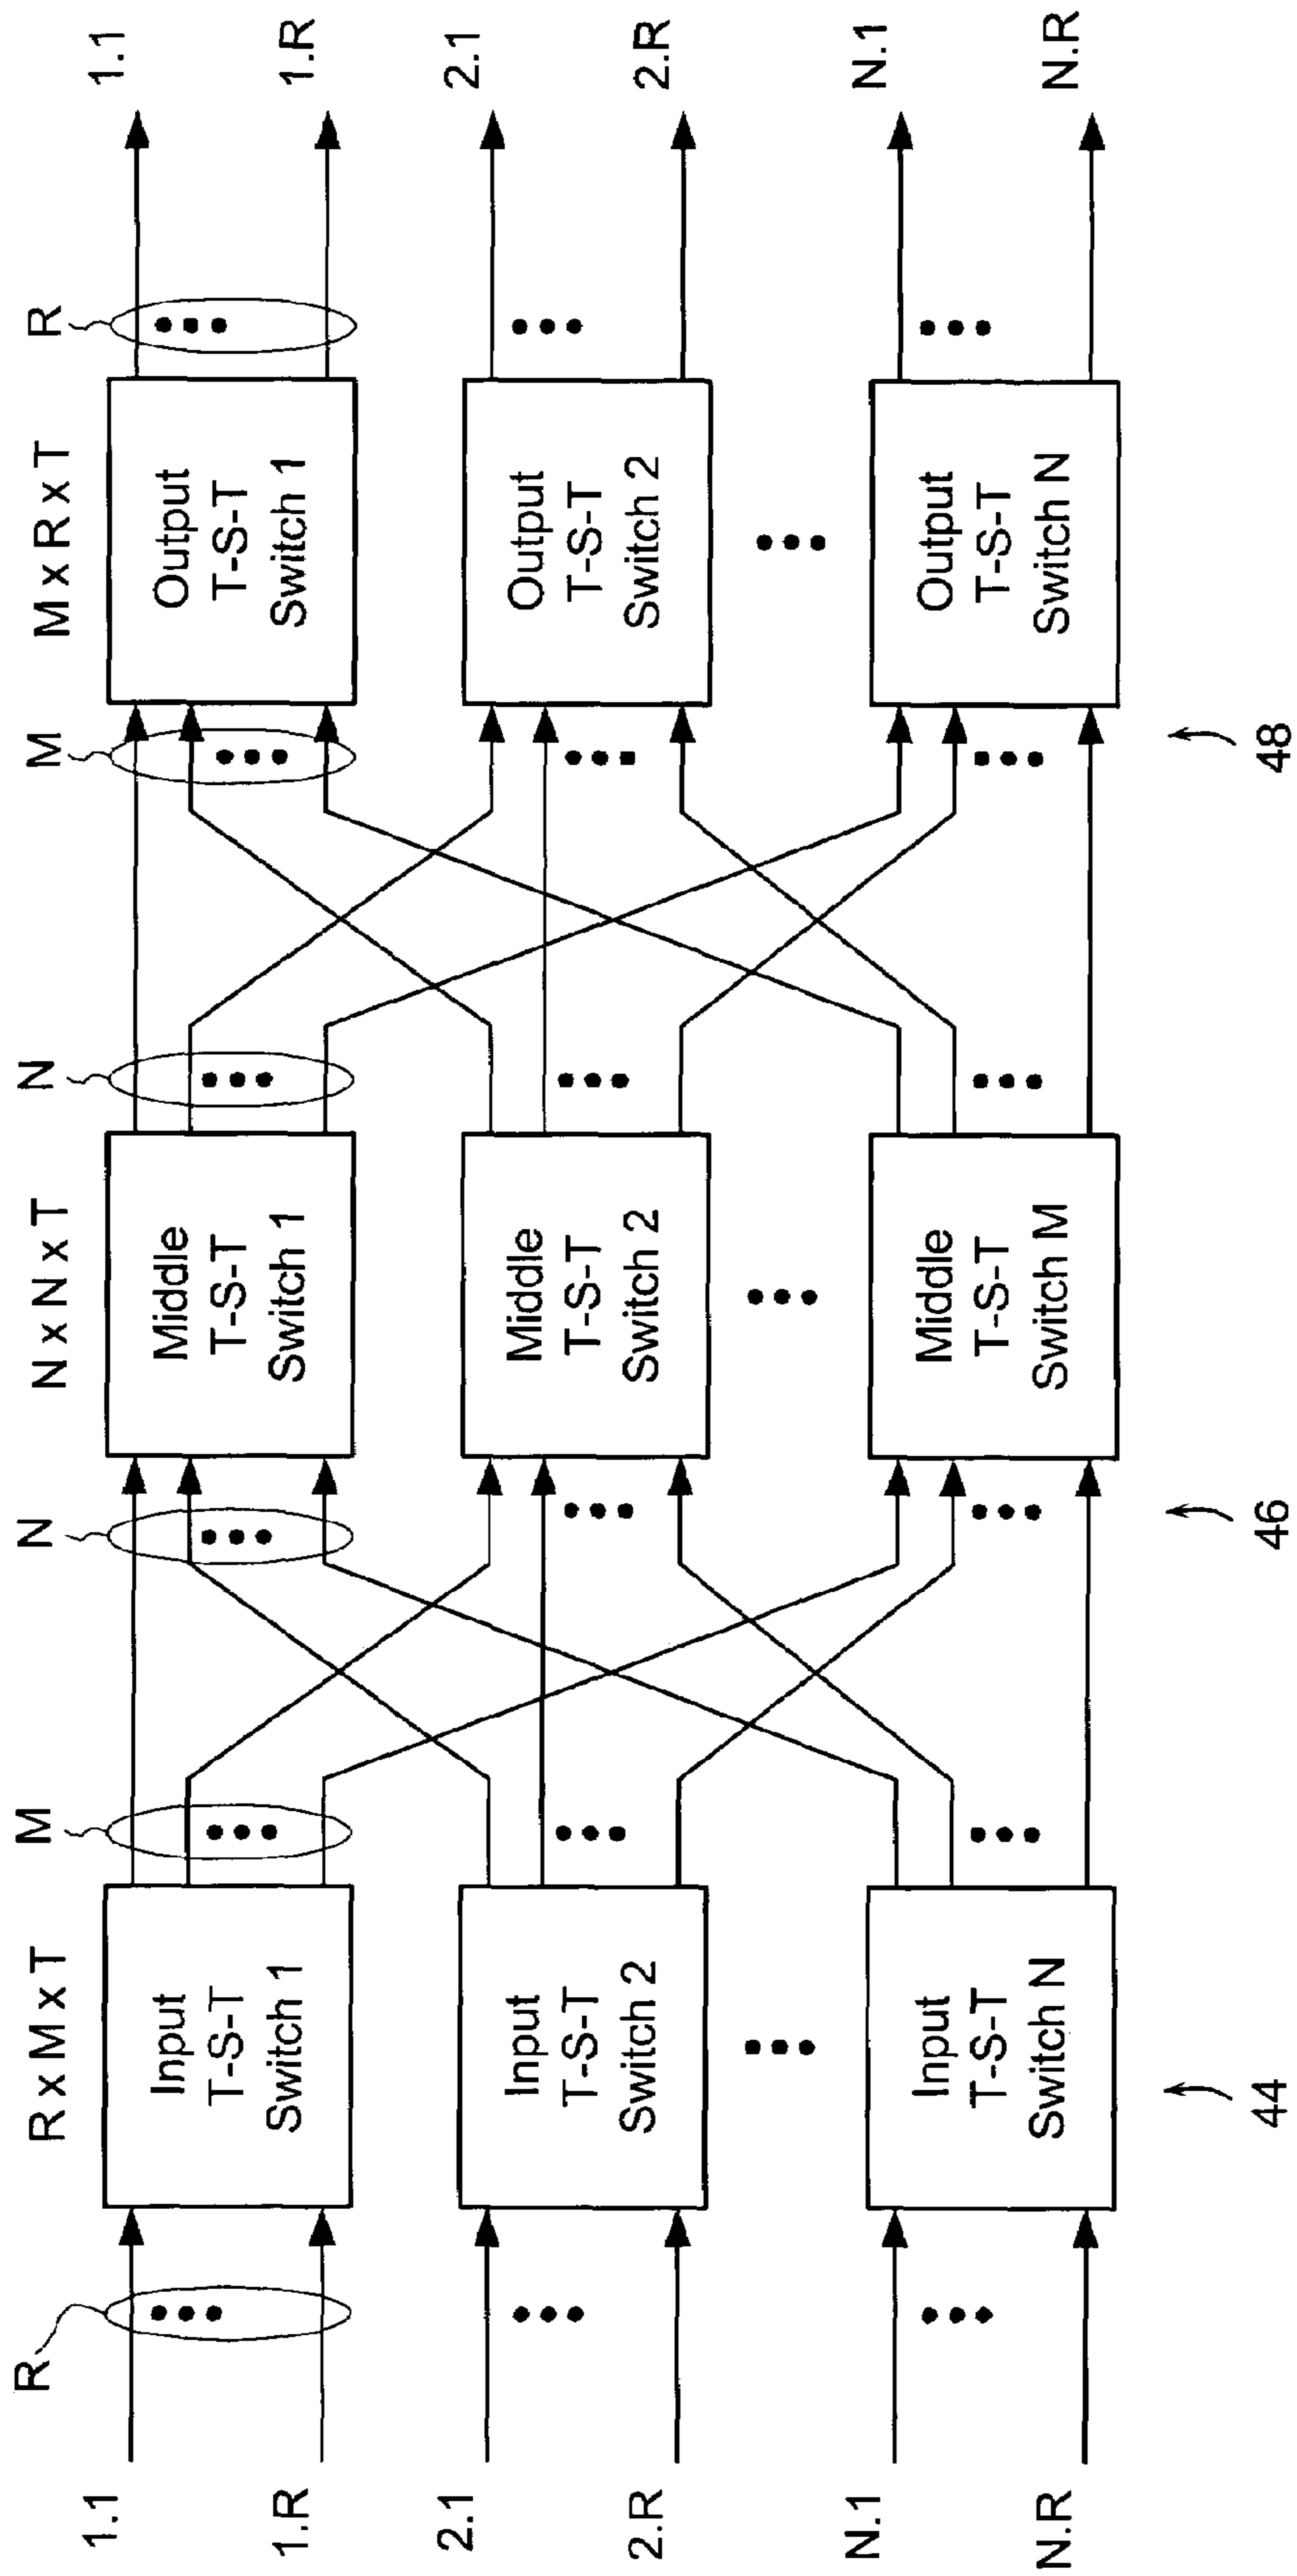 R x M x T
N x N x T
M x R x T
R
M
N
N
M
R
1.1
1.R
Input
T-S-T
Switch 1
Middle
T-S-T
Switch 1
Output
T-S-T
Switch 1
1.1
1.R
2.1
2.R
Input
T-S-T
Switch 2
Middle
T-S-T
Switch 2
Output
T-S-T
Switch 2
2.1
2.R
N.1
N.R
Input
T-S-T
Switch N
Middle
T-S-T
Switch M
Output
T-S-T
Switch N
N.1
N.R
44
46
48